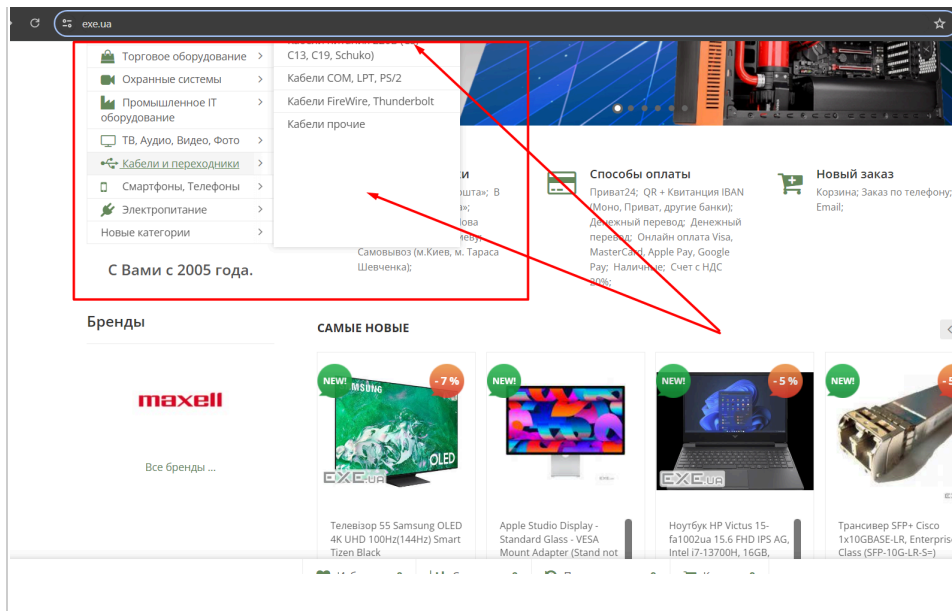 exe.ua
Торговое оборудование
Охранные системы
Промышленное IT
оборудование
ТВ, Аудио, Видео, Фото
Кабели и переходники
Смартфоны, Телефоны
Электропитание
Новые категории
С Вами с 2005 года.
C13, C19, Schuko)
Кабели COM, LPT, PS/2
Кабели FireWire, Thunderbolt
Кабели прочие
Самовывоз (м.Киев, м. Тараса
Шевченка);
Способы оплаты
Приват24; QR + Квитанция IBAN
(Моно, Приват, другие банки);
Денежный перевод; Денежный
перевод; Онлайн оплата Visa,
MasterCard, Apple Pay, Google
Pay; Наличные; Счет с НДС
20%;
Новый заказ
Корзина; Заказ по телефону;
Email;
Бренды
maxell
Все бренды ...
САМЫЕ НОВЫЕ
NEW!
- 7 %
SAMSUNG
OLED
EXE.UA
Телевізор 55 Samsung OLED
4K UHD 100Hz(144Hz) Smart
Tizen Black
NEW!
Apple Studio Display -
Standard Glass - VESA
Mount Adapter (Stand not
NEW!
- 5 %
EXE.UA
Ноутбук HP Victus 15-
fa1002ua 15.6 FHD IPS AG,
Intel i7-13700H, 16GB,
NEW!
Трансивер SFP+ Cisco
1x10GBASE-LR, Enterprise
Class (SFP-10G-LR-S=)